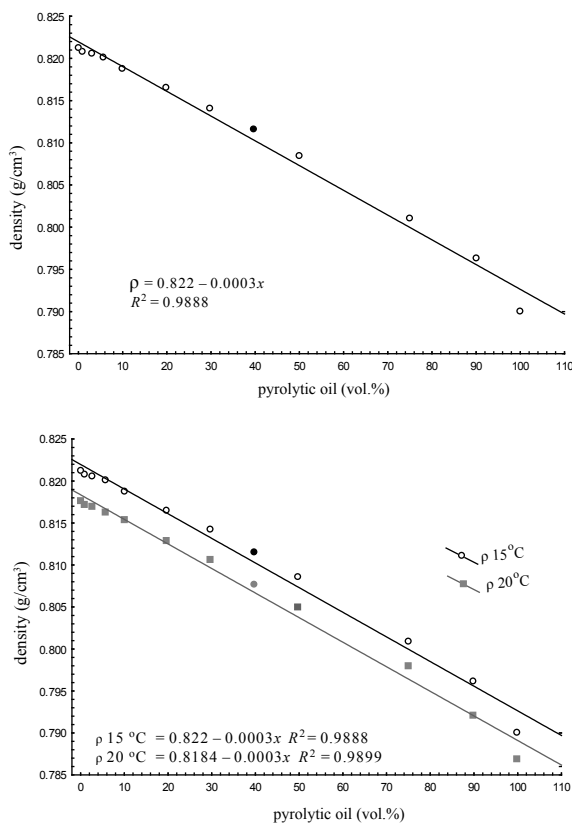 0.825
0.820
0.815
0.810
0.805
0.800
0.795
0.790
0.785
density (g/cm³)
ρ = 0.822 – 0.0003x
R² = 0.9888
0 10 20 30 40 50 60 70 80 90 100 110
pyrolytic oil (vol.%)
0.825
0.820
0.815
0.810
0.805
0.800
0.795
0.790
0.785
density (g/cm³)
ρ 15°C
ρ 20°C
ρ 15 °C = 0.822–0.0003x R² = 0.9888
ρ 20 °C = 0.8184–0.0003x R² = 0.9899
0 10 20 30 40 50 60 70 80 90 100 110
pyrolytic oil (vol.%)